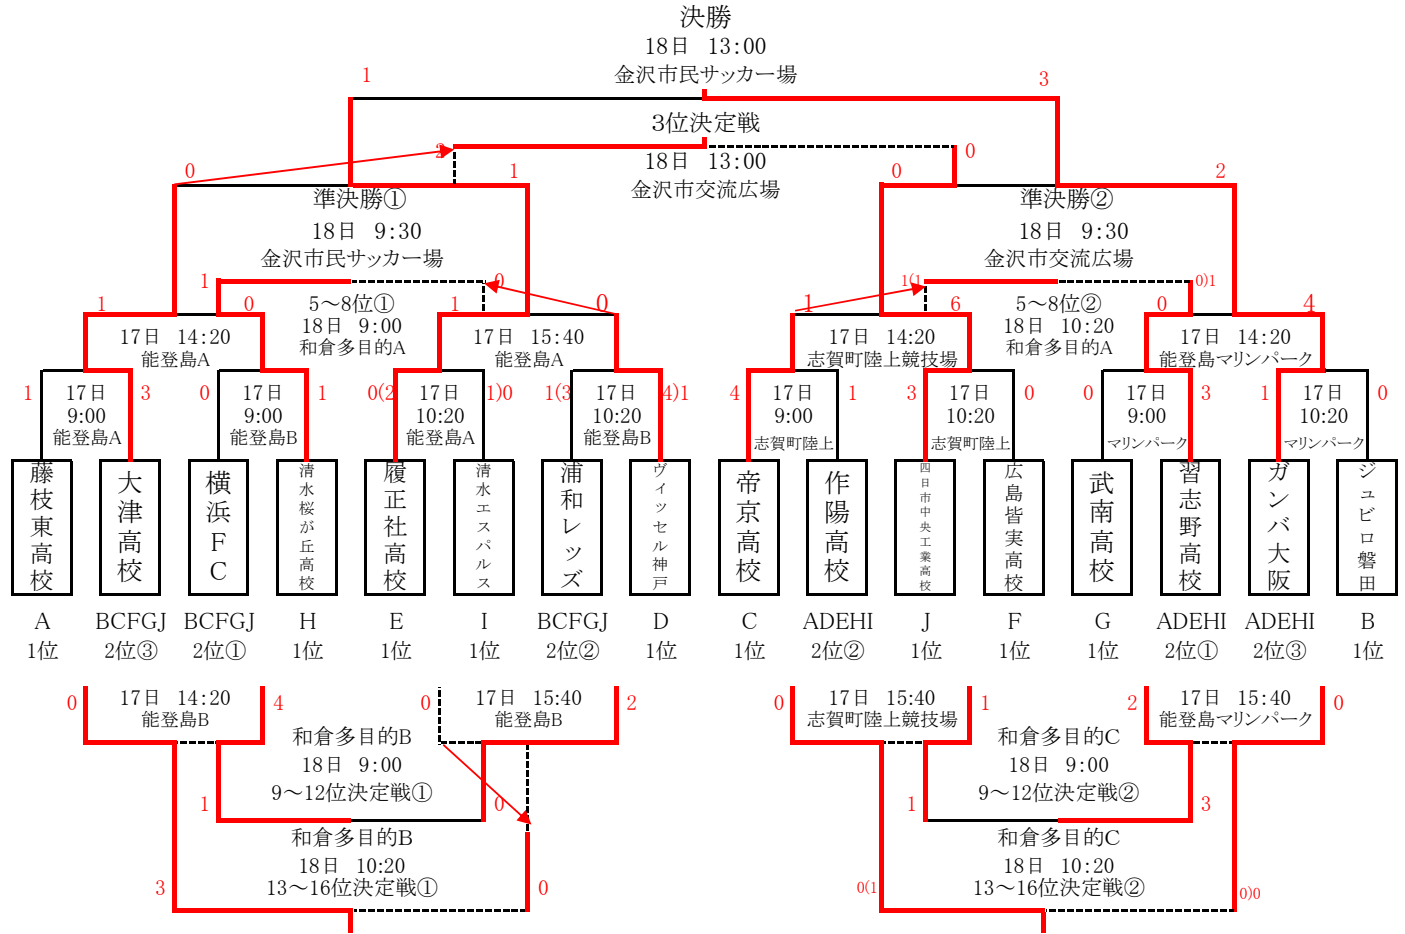 決勝
18日 13:00
金沢市民サッカー場
1
3
3位決定戦
2
0
18日 13:00
金沢市交流広場
0
1
0
2
準決勝①
18日 9:30
金沢市民サッカー場
準決勝②
18日 9:30
金沢市交流広場
1
0
1(1
0)1
5～8位①
18日 9:00
和倉多目的A
5～8位②
18日 10:20
和倉多目的A
1
0
1
0
1
6
0
4
17日 14:20
能登島A
17日 15:40
能登島A
17日 14:20
志賀町陸上競技場
17日 14:20
能登島マリンパーク
1
17日
9:00
能登島A
3
0
17日
9:00
能登島B
1
0(2
17日
10:20
能登島A
1)0
1(3
17日
10:20
能登島B
4)1
4
17日
9:00
志賀町陸上
1
3
17日
10:20
志賀町陸上
0
0
17日
9:00
マリンパーク
3
1
17日
10:20
マリンパーク
0
藤枝東高校
大津高校
横浜FC
清水桜が丘高校
履正社高校
清水エスパルス
浦和レッズ
ヴィッセル神戸
帝京高校
作陽高校
四日市中央工業高校
広島皆実高校
武南高校
習志野高校
ガンバ大阪
ジュビロ磐田
A
1位
BCFGJ
2位③
BCFGJ
2位①
H
1位
E
1位
I
1位
BCFGJ
2位②
D
1位
C
1位
ADEHI
2位②
J
1位
F
1位
G
1位
ADEHI
2位①
ADEHI
2位③
B
1位
0
17日 14:20
能登島B
4
0
17日 15:40
能登島B
2
0
17日 15:40
志賀町陸上競技場
1
2
17日 15:40
能登島マリンパーク
0
和倉多目的B
18日 9:00
9～12位決定戦①
1
0
和倉多目的C
18日 9:00
9～12位決定戦②
1
3
和倉多目的B
18日 10:20
13～16位決定戦①
3
0
和倉多目的C
18日 10:20
13～16位決定戦②
0(1
0)0